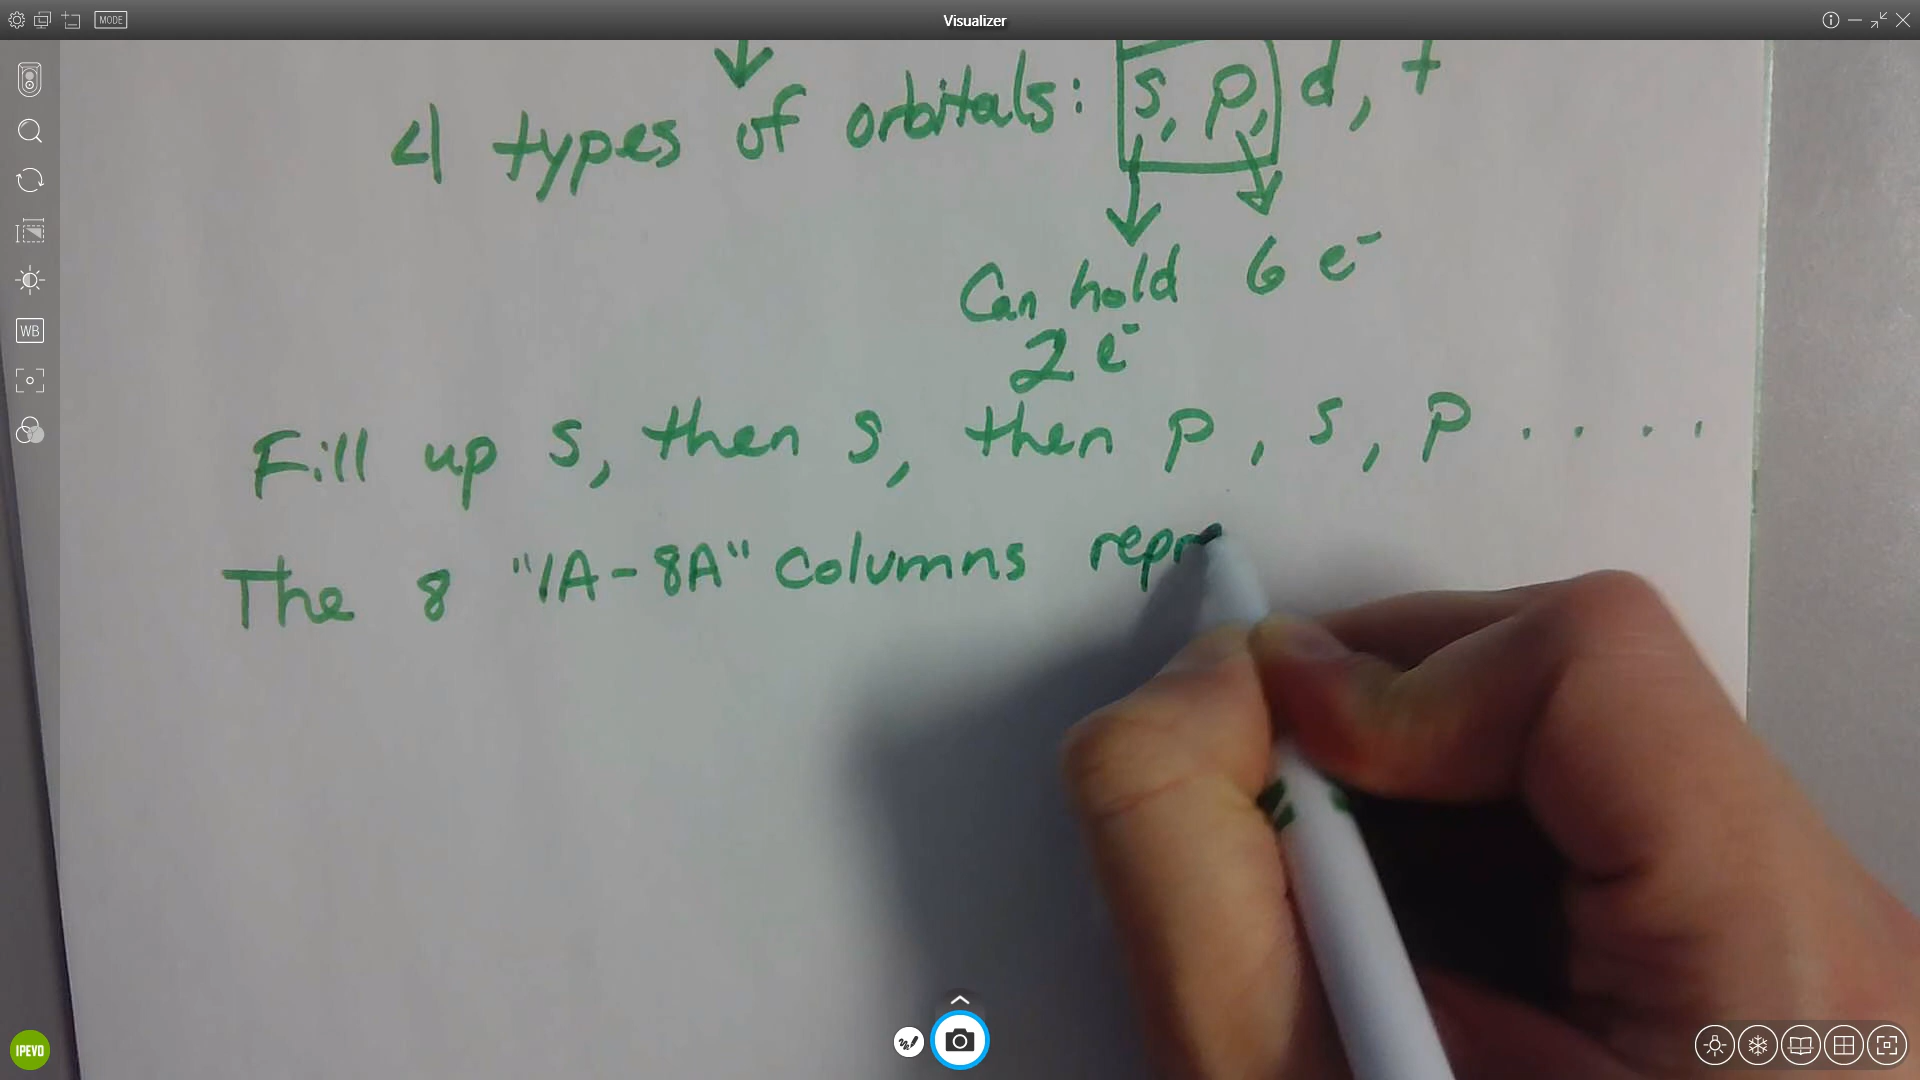 MODE
Visualizer
4 types of orbitals: s, p, d, f
Can hold 6 e⁻
2 e⁻
Fill up s, then s, then p, s, p ....
The 8 "1A-8A" columns repr
WB
IPEVO